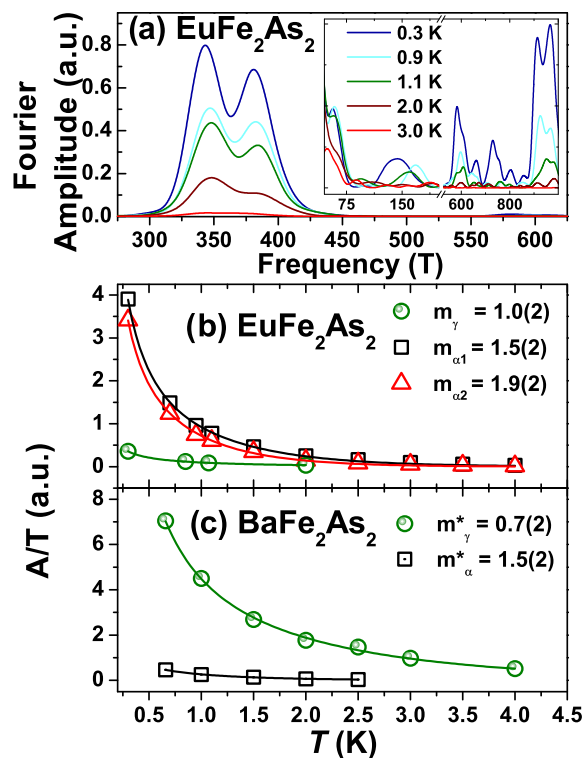 (a) EuFe₂As₂
0.3 K
0.9 K
1.1 K
2.0 K
3.0 K
75 150 600 800
0.8
0.6
0.4
0.2
0.0
Fourier
Amplitude (a.u.)
300 350 400 450 500 550 600
Frequency (T)
(b) EuFe₂As₂
mγ = 1.0(2)
mα1 = 1.5(2)
mα2 = 1.9(2)
4
3
2
1
0
A/T (a.u.)
(c) BaFe₂As₂
m*γ = 0.7(2)
m*α = 1.5(2)
8
6
4
2
0
0.5 1.0 1.5 2.0 2.5 3.0 3.5 4.0 4.5
T (K)